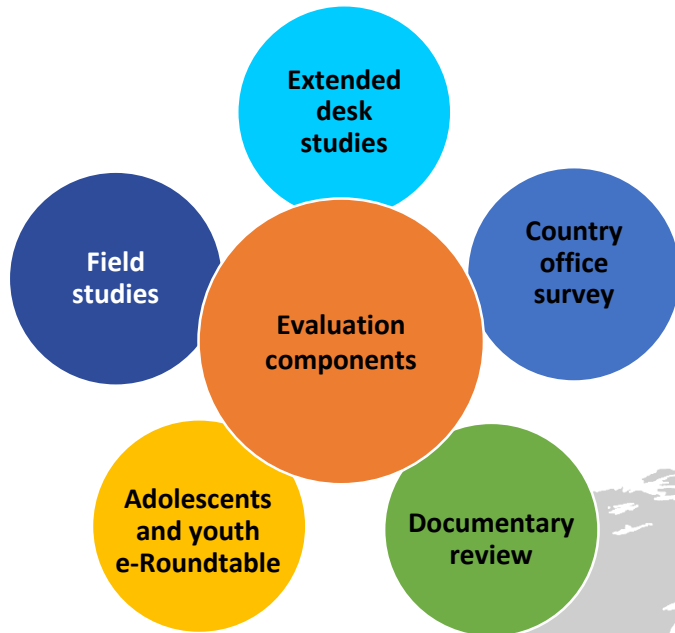 Extended
desk
studies
Country
office
survey
Field
studies
Evaluation
components
Adolescents
and youth
e-Roundtable
Documentary
review